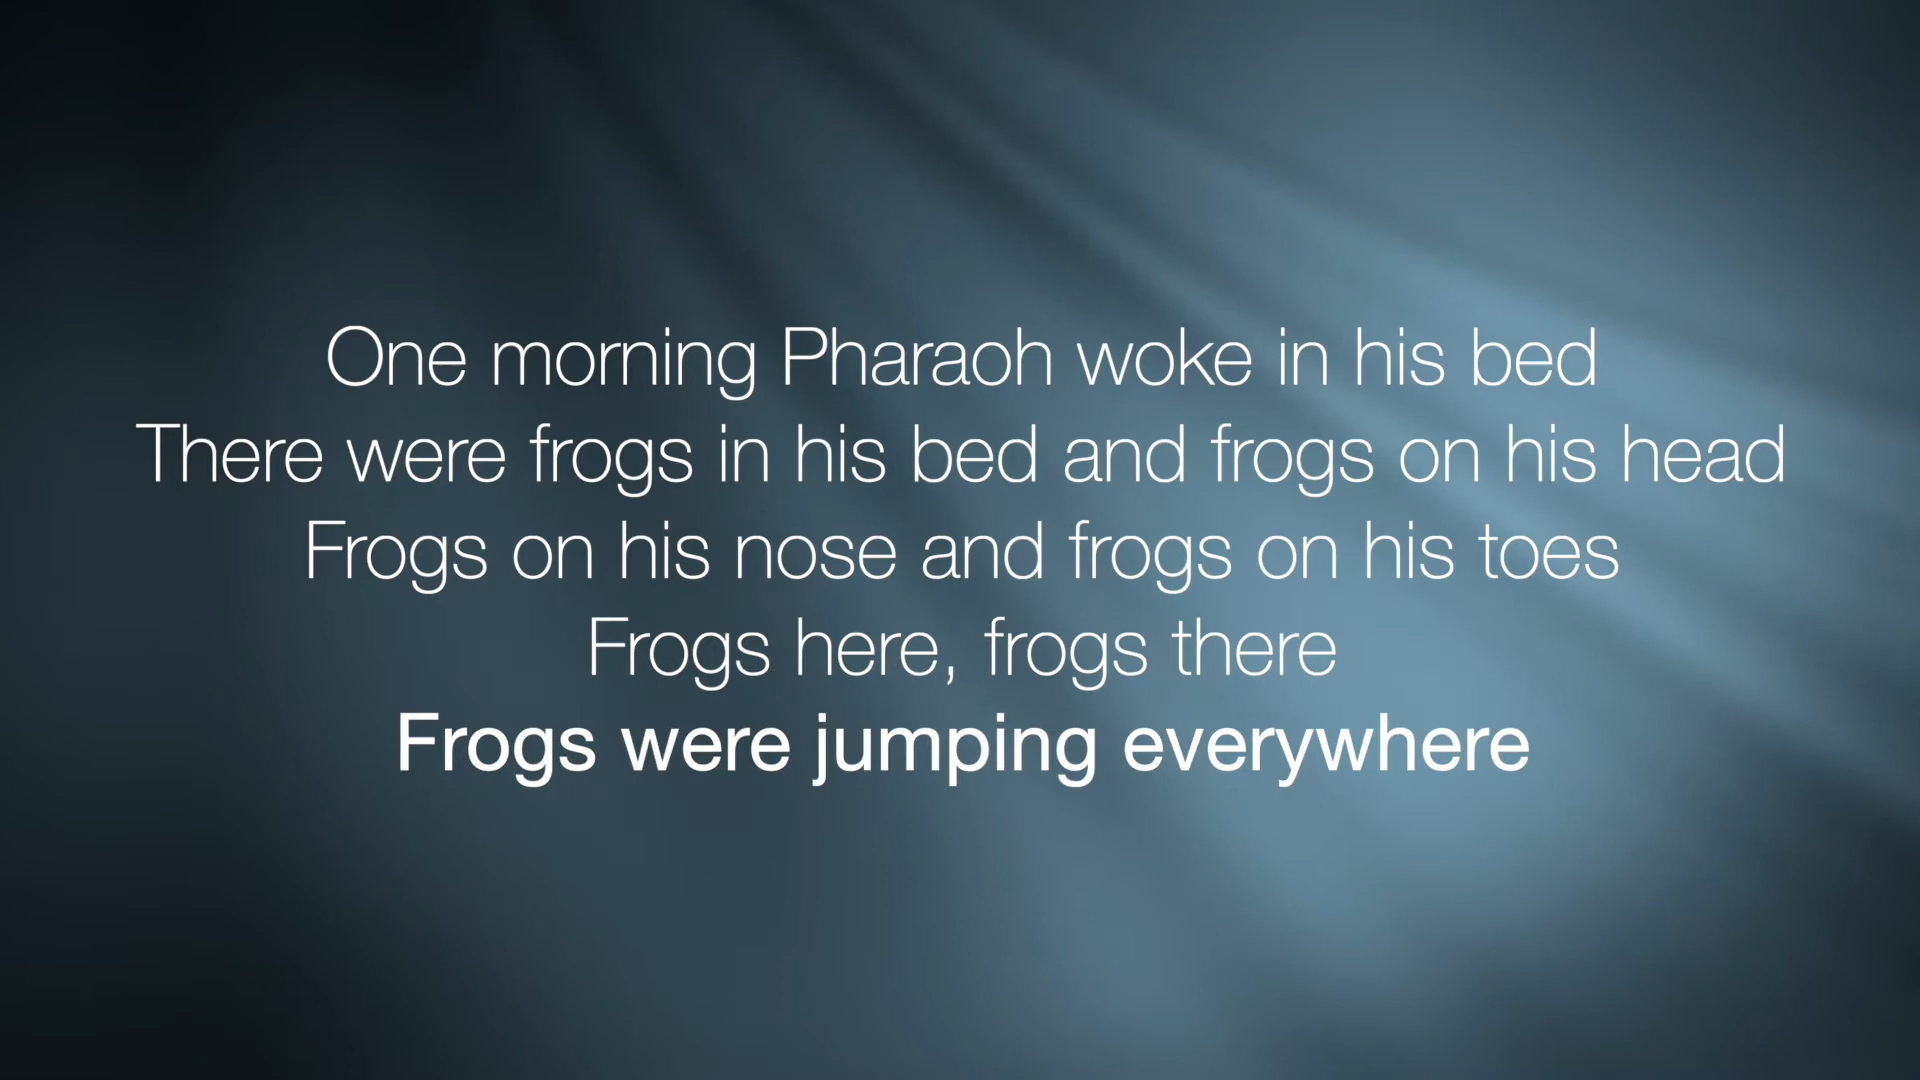 One morning Pharaoh woke in his bed
There were frogs in his bed and frogs on his head
Frogs on his nose and frogs on his toes
Frogs here, frogs there
Frogs were jumping everywhere